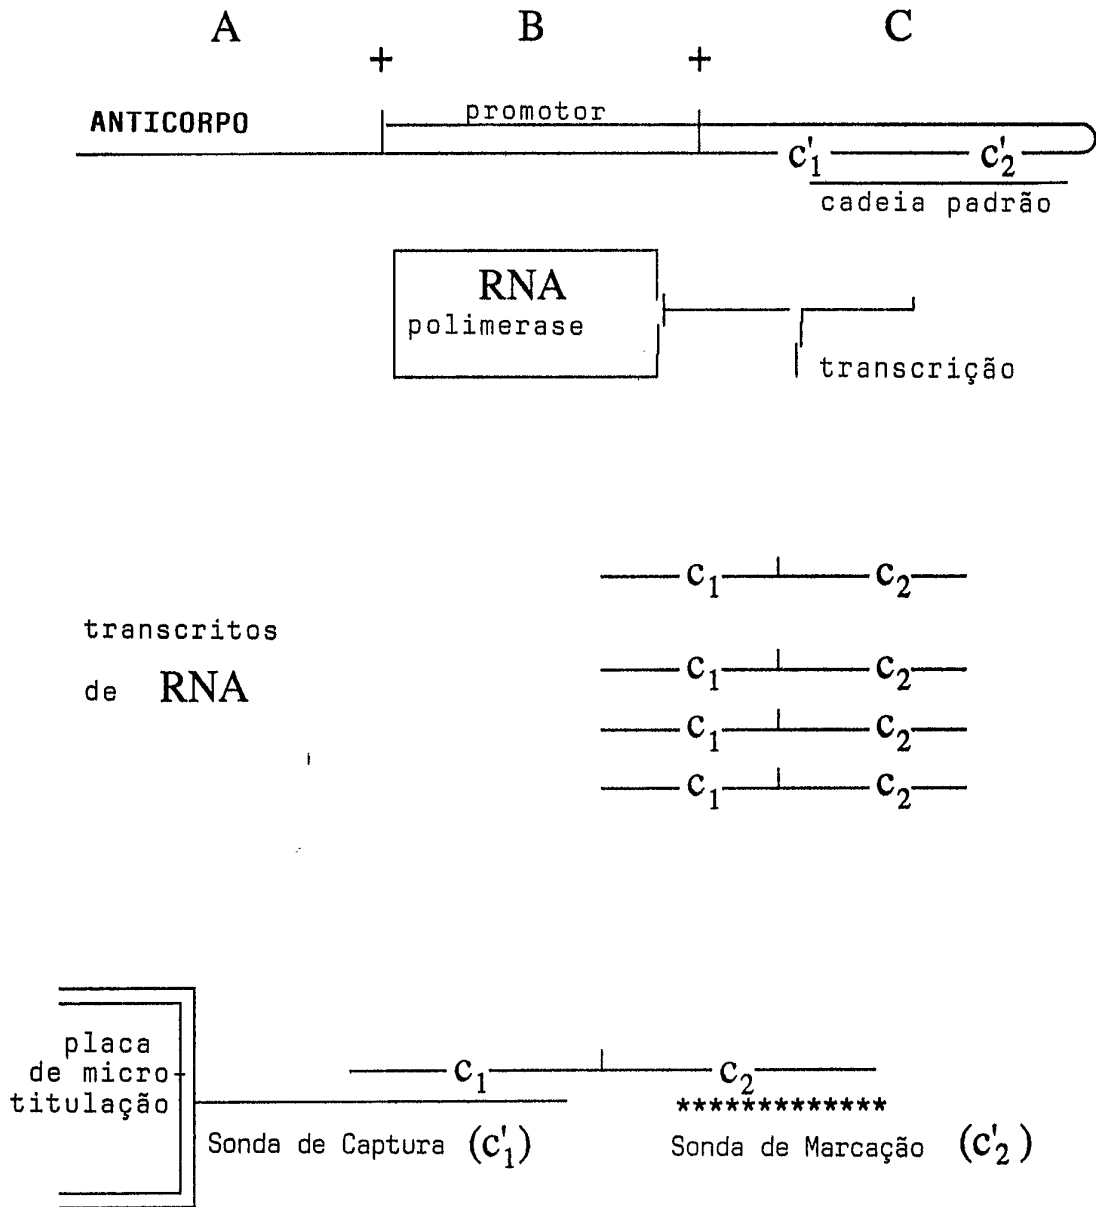 A B C
+ +
ANTICORPO promotor
c'₁ c'₂
cadeia padrão
RNA
polimerase
transcrição
c₁ c₂
transcritos
c₁ c₂
de RNA
c₁ c₂
c₁ c₂
placa
de micro-
titulação
c₁ c₂
*************
Sonda de Captura (c'₁) Sonda de Marcação (c'₂)